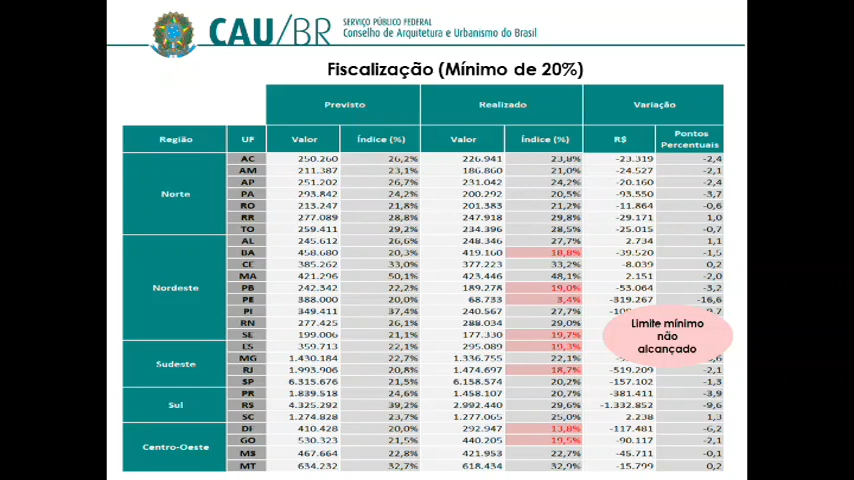 CAU/BR
SERVIÇO PÚBLICO FEDERAL
Conselho de Arquitetura e Urbanismo do Brasil
Fiscalização (Mínimo de 20%)
Previsto Realizado Variação
Região UF Valor Índice (%) Valor Índice (%) R$ Pontos Percentuais
Norte
AC 250.260 26,2% 226.941 23,8% -23.319 -2,4
AM 211.387 23,1% 186.860 21,0% -24.527 -2,1
AP 251.202 26,7% 231.042 24,2% -20.160 -2,4
PA 293.842 24,2% 200.292 20,5% -93.550 -3,7
RO 213.247 21,8% 201.383 21,2% -11.864 -0,6
RR 277.089 28,8% 247.918 29,8% -29.171 1,0
TO 259.411 29,2% 234.396 28,5% -25.015 -0,7
Nordeste
AL 245.612 26,6% 248.346 27,7% 2.734 1,1
BA 458.680 20,3% 419.160 18,8% -39.520 -1,5
CE 385.262 33,0% 377.223 33,2% -8.039 0,2
MA 421.296 50,1% 423.446 48,1% 2.151 -2,0
PB 242.342 22,2% 189.278 19,0% -53.064 -3,2
PE 388.000 20,0% 68.733 3,4% -319.267 -16,6
PI 349.411 37,4% 240.567 27,7%
RN 277.425 26,1% 288.034 29,0%
SE 199.006 21,1% 177.330 19,7%
Sudeste
ES 359.713 22,1% 295.089 19,3%
MG 1.430.184 22,7% 1.336.755 22,1%
RJ 1.993.906 20,8% 1.474.697 18,7% -519.209 -2,1
SP 6.315.676 21,5% 6.158.574 20,2% -157.102 -1,3
Sul
PR 1.839.518 24,6% 1.458.107 20,7% -381.411 -3,9
RS 4.325.292 39,2% 2.992.440 29,6% -1.332.852 -9,6
SC 1.274.828 23,7% 1.277.065 25,0% 2.238 1,3
Centro-Oeste
DF 410.428 20,0% 292.947 13,8% -117.481 -6,2
GO 530.323 21,5% 440.205 19,5% -90.117 -2,1
MS 467.664 22,8% 421.953 22,7% -45.711 -0,1
MT 634.232 32,7% 618.434 32,9% -15.799 0,2
Limite mínimo
não
alcançado